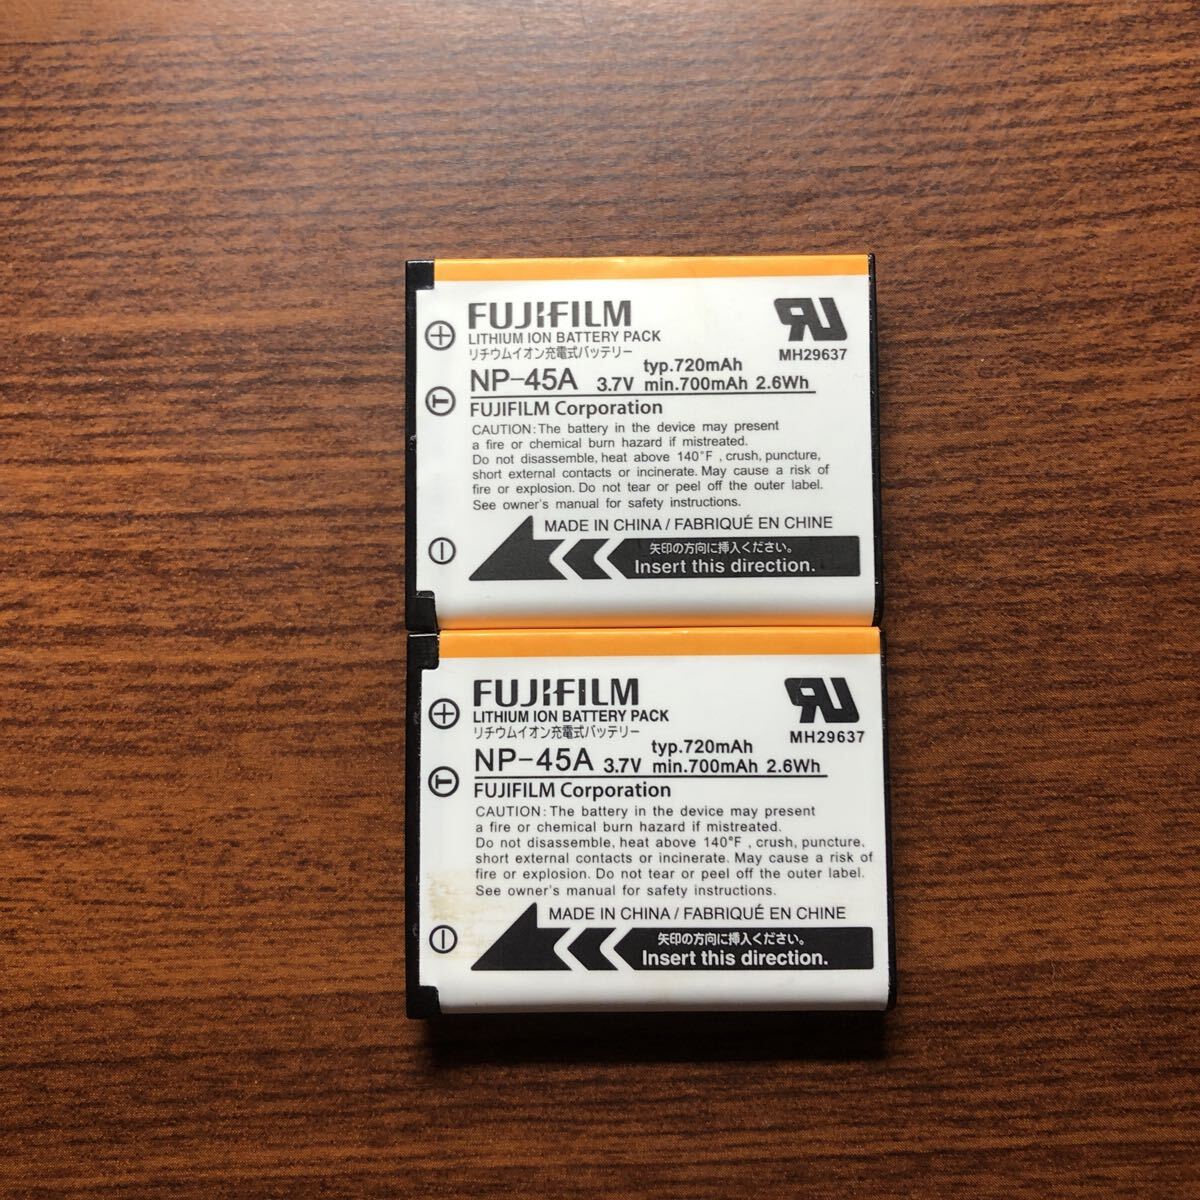 FUJIFILM
LITHIUM ION BATTERY PACK
リチウムイオン充電式バッテリー
NP-45A 3.7V typ.720mAh min.700mAh 2.6Wh
MH29637
FUJIFILM Corporation
CAUTION:The battery in the device may present
a fire or chemical burn hazard if mistreated.
Do not disassemble, heat above 140°F , crush, puncture,
short external contacts or incinerate. May cause a risk of
fire or explosion. Do not tear or peel off the outer label.
See owner's manual for safety instructions.
MADE IN CHINA / FABRIQUÉ EN CHINE
矢印の方向に挿入ください。
Insert this direction.
FUJIFILM
LITHIUM ION BATTERY PACK
リチウムイオン充電式バッテリー
NP-45A 3.7V typ.720mAh min.700mAh 2.6Wh
MH29637
FUJIFILM Corporation
CAUTION:The battery in the device may present
a fire or chemical burn hazard if mistreated.
Do not disassemble, heat above 140°F , crush, puncture,
short external contacts or incinerate. May cause a risk of
fire or explosion. Do not tear or peel off the outer label.
See owner's manual for safety instructions.
MADE IN CHINA / FABRIQUÉ EN CHINE
矢印の方向に挿入ください。
Insert this direction.